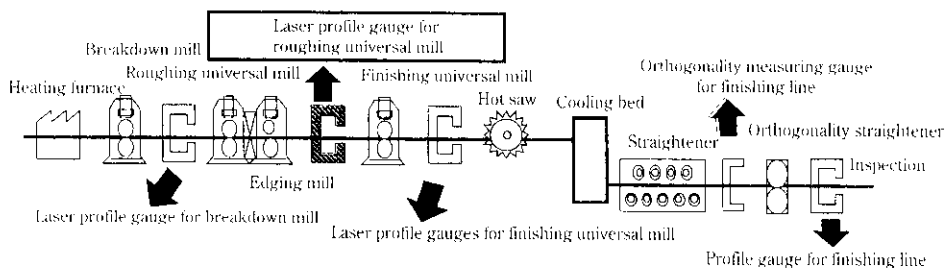 Laser profile gauge for
roughing universal mill
Breakdown mill
Roughing universal mill
Finishing universal mill
Heating furnace
Hot saw
Cooling bed
Orthogonality measuring gauge
for finishing line
Orthogonality straightener
Straightener
Inspection
Edging mill
Laser profile gauge for breakdown mill
Laser profile gauges for finishing universal mill
Profile gauge for finishing line